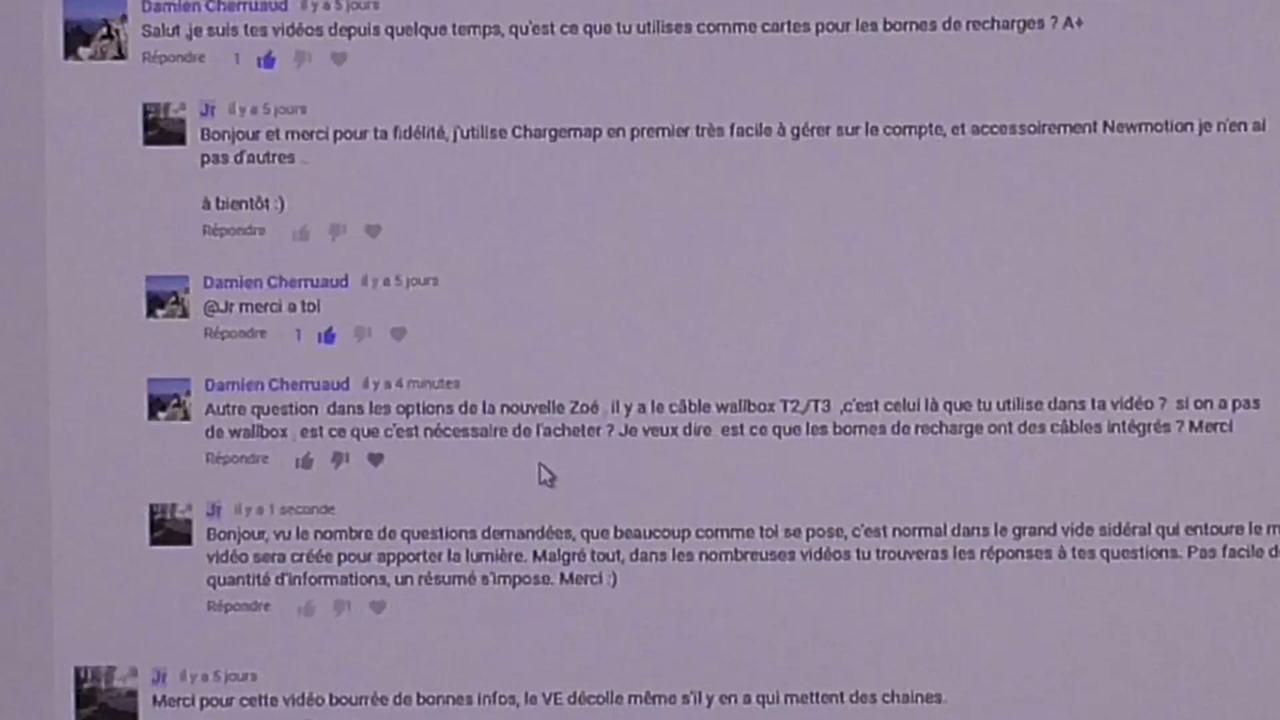 Damien Cherruaud il y a 5 jours
Salut je suis tes vidéos depuis quelque temps, qu'est ce que tu utilises comme cartes pour les bornes de recharges ? A+
Répondre 1
Jr il y a 5 jours
Bonjour et merci pour ta fidélité, j'utilise Chargemap en premier très facile à gérer sur le compte, et accessoirement Newmotion je n'en ai
pas d'autres
à bientôt :)
Répondre
Damien Cherruaud il y a 5 jours
@Jr merci a toi
Répondre 1
Damien Cherruaud il y a 4 minutes
Autre question dans les options de la nouvelle Zoé , il y a le câble wallbox T2/T3 ,c'est celui là que tu utilise dans ta vidéo ? si on a pas
de wallbox , est ce que c'est nécessaire de l'acheter ? Je veux dire est ce que les bornes de recharge ont des câbles intégrés ? Merci
Répondre
Jr il y a 1 seconde
Bonjour, vu le nombre de questions demandées, que beaucoup comme toi se pose, c'est normal dans le grand vide sidéral qui entoure le m
vidéo sera créée pour apporter la lumière. Malgré tout, dans les nombreuses vidéos tu trouveras les réponses à tes questions. Pas facile d
quantité d'informations, un résumé s'impose. Merci :)
Répondre
Jr il y a 5 jours
Merci pour cette vidéo bourrée de bonnes infos, le VE décolle même s'il y en a qui mettent des chaines.